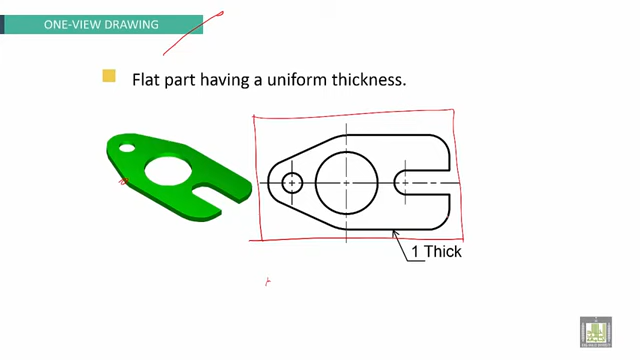 ONE-VIEW DRAWING
Flat part having a uniform thickness.
1 Thick